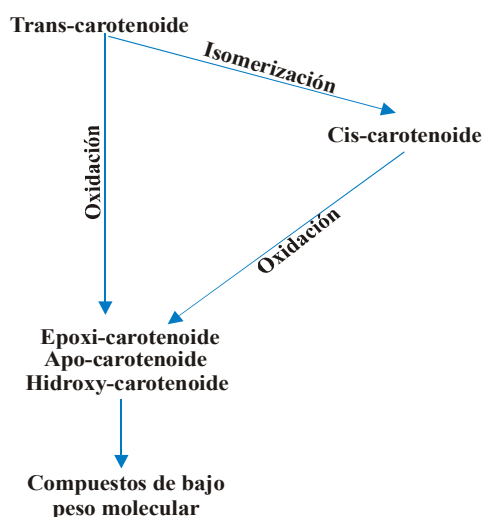 Trans-carotenoide
Isomerización
Cis-carotenoide
Oxidación
Oxidación
Epoxi-carotenoide
Apo-carotenoide
Hidroxy-carotenoide
Compuestos de bajo
peso molecular